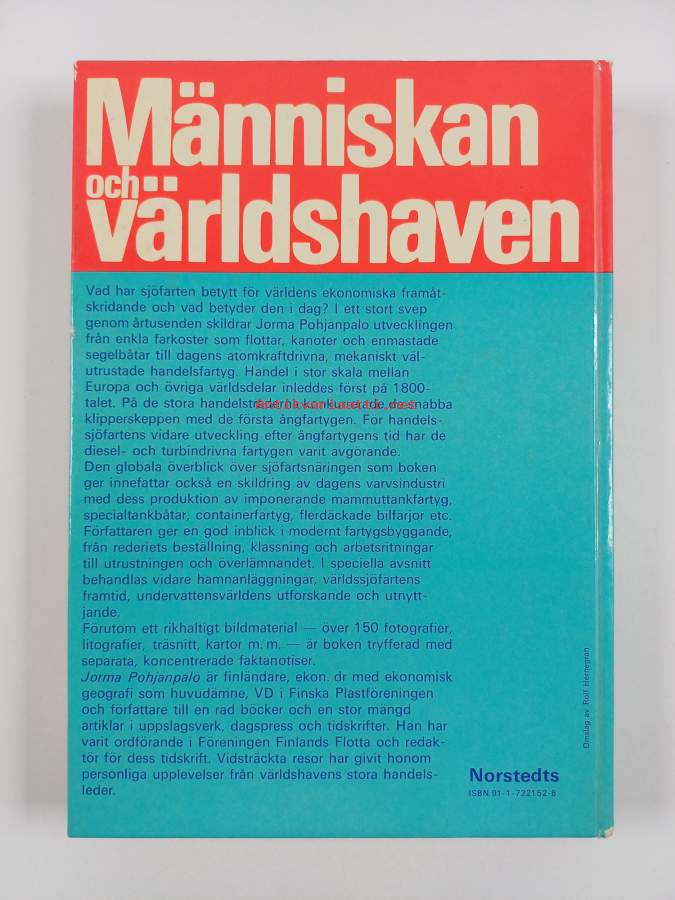 Människan
och
världshaven
Vad har sjöfarten betytt för världens ekonomiska framåt-
skridande och vad betyder den i dag? I ett stort svep
genom årtusenden skildrar Jorma Pohjanpalo utvecklingen
från enkla farkoster som flottar, kanoter och enmastade
segelbåtar till dagens atomkraftdrivna, mekaniskt väl-
utrustade handelsfartyg. Handel i stor skala mellan
Europa och övriga världsdelar inleddes först på 1800-
talet. På de stora handelstraderna konkurrerade de snabba
antikvariaatti.net
klipperskeppen med de första ångfartygen. För handels-
sjöfartens vidare utveckling efter ångfartygens tid har de
diesel- och turbindrivna fartygen varit avgörande.
Den globala överblick över sjöfartsnäringen som boken
ger innefattar också en skildring av dagens varvsindustri
med dess produktion av imponerande mammuttankfartyg,
specialtankbåtar, containerfartyg, flerdäckade bilfärjor etc.
Författaren ger en god inblick i modernt fartygsbyggande,
från rederiets beställning, klassning och arbetsritningar
till utrustningen och överlämnandet. I speciella avsnitt
behandlas vidare hamnanläggningar, världssjöfartens
framtid, undervattensvärldens utforskande och utnytt-
jande.
Förutom ett rikhaltigt bildmaterial — över 150 fotografier,
litografier, träsnitt, kartor m. m. — är boken tryfferad med
separata, koncentrerade faktanotiser.
Jorma Pohjanpalo är finländare, ekon. dr med ekonomisk
geografi som huvudämne, VD i Finska Plastföreningen
och författare till en rad böcker och en stor mängd
artiklar i uppslagsverk, dagspress och tidskrifter. Han har
varit ordförande i Föreningen Finlands Flotta och redak-
tör för dess tidskrift. Vidsträckta resor har givit honom
personliga upplevelser från världshavens stora handels-
leder.
Omslag av Rolf Hernegran
Norstedts
ISBN 91-1-722152-8